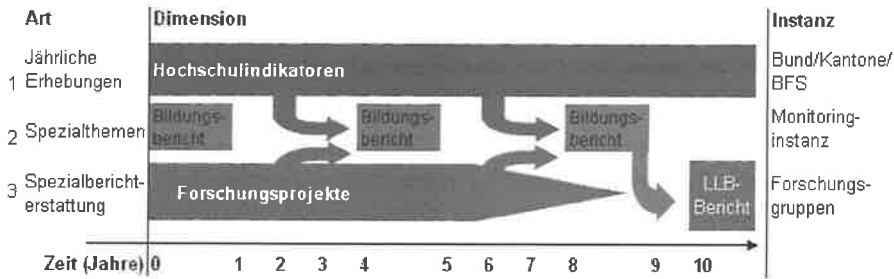 Art Dimension Instanz
1 Jährliche Erhebungen
Hochschulindikatoren
Bund/Kantone/
BFS
2 Spezialthemen
Bildungs-
bericht
Bildungs-
bericht
Bildungs-
bericht
Monitoring-
instanz
3 Spezialbericht-
erstattung
Forschungsprojekte
LLB-
Bericht
Forschungs-
gruppen
Zeit (Jahre) 0 1 2 3 4 5 6 7 8 9 10